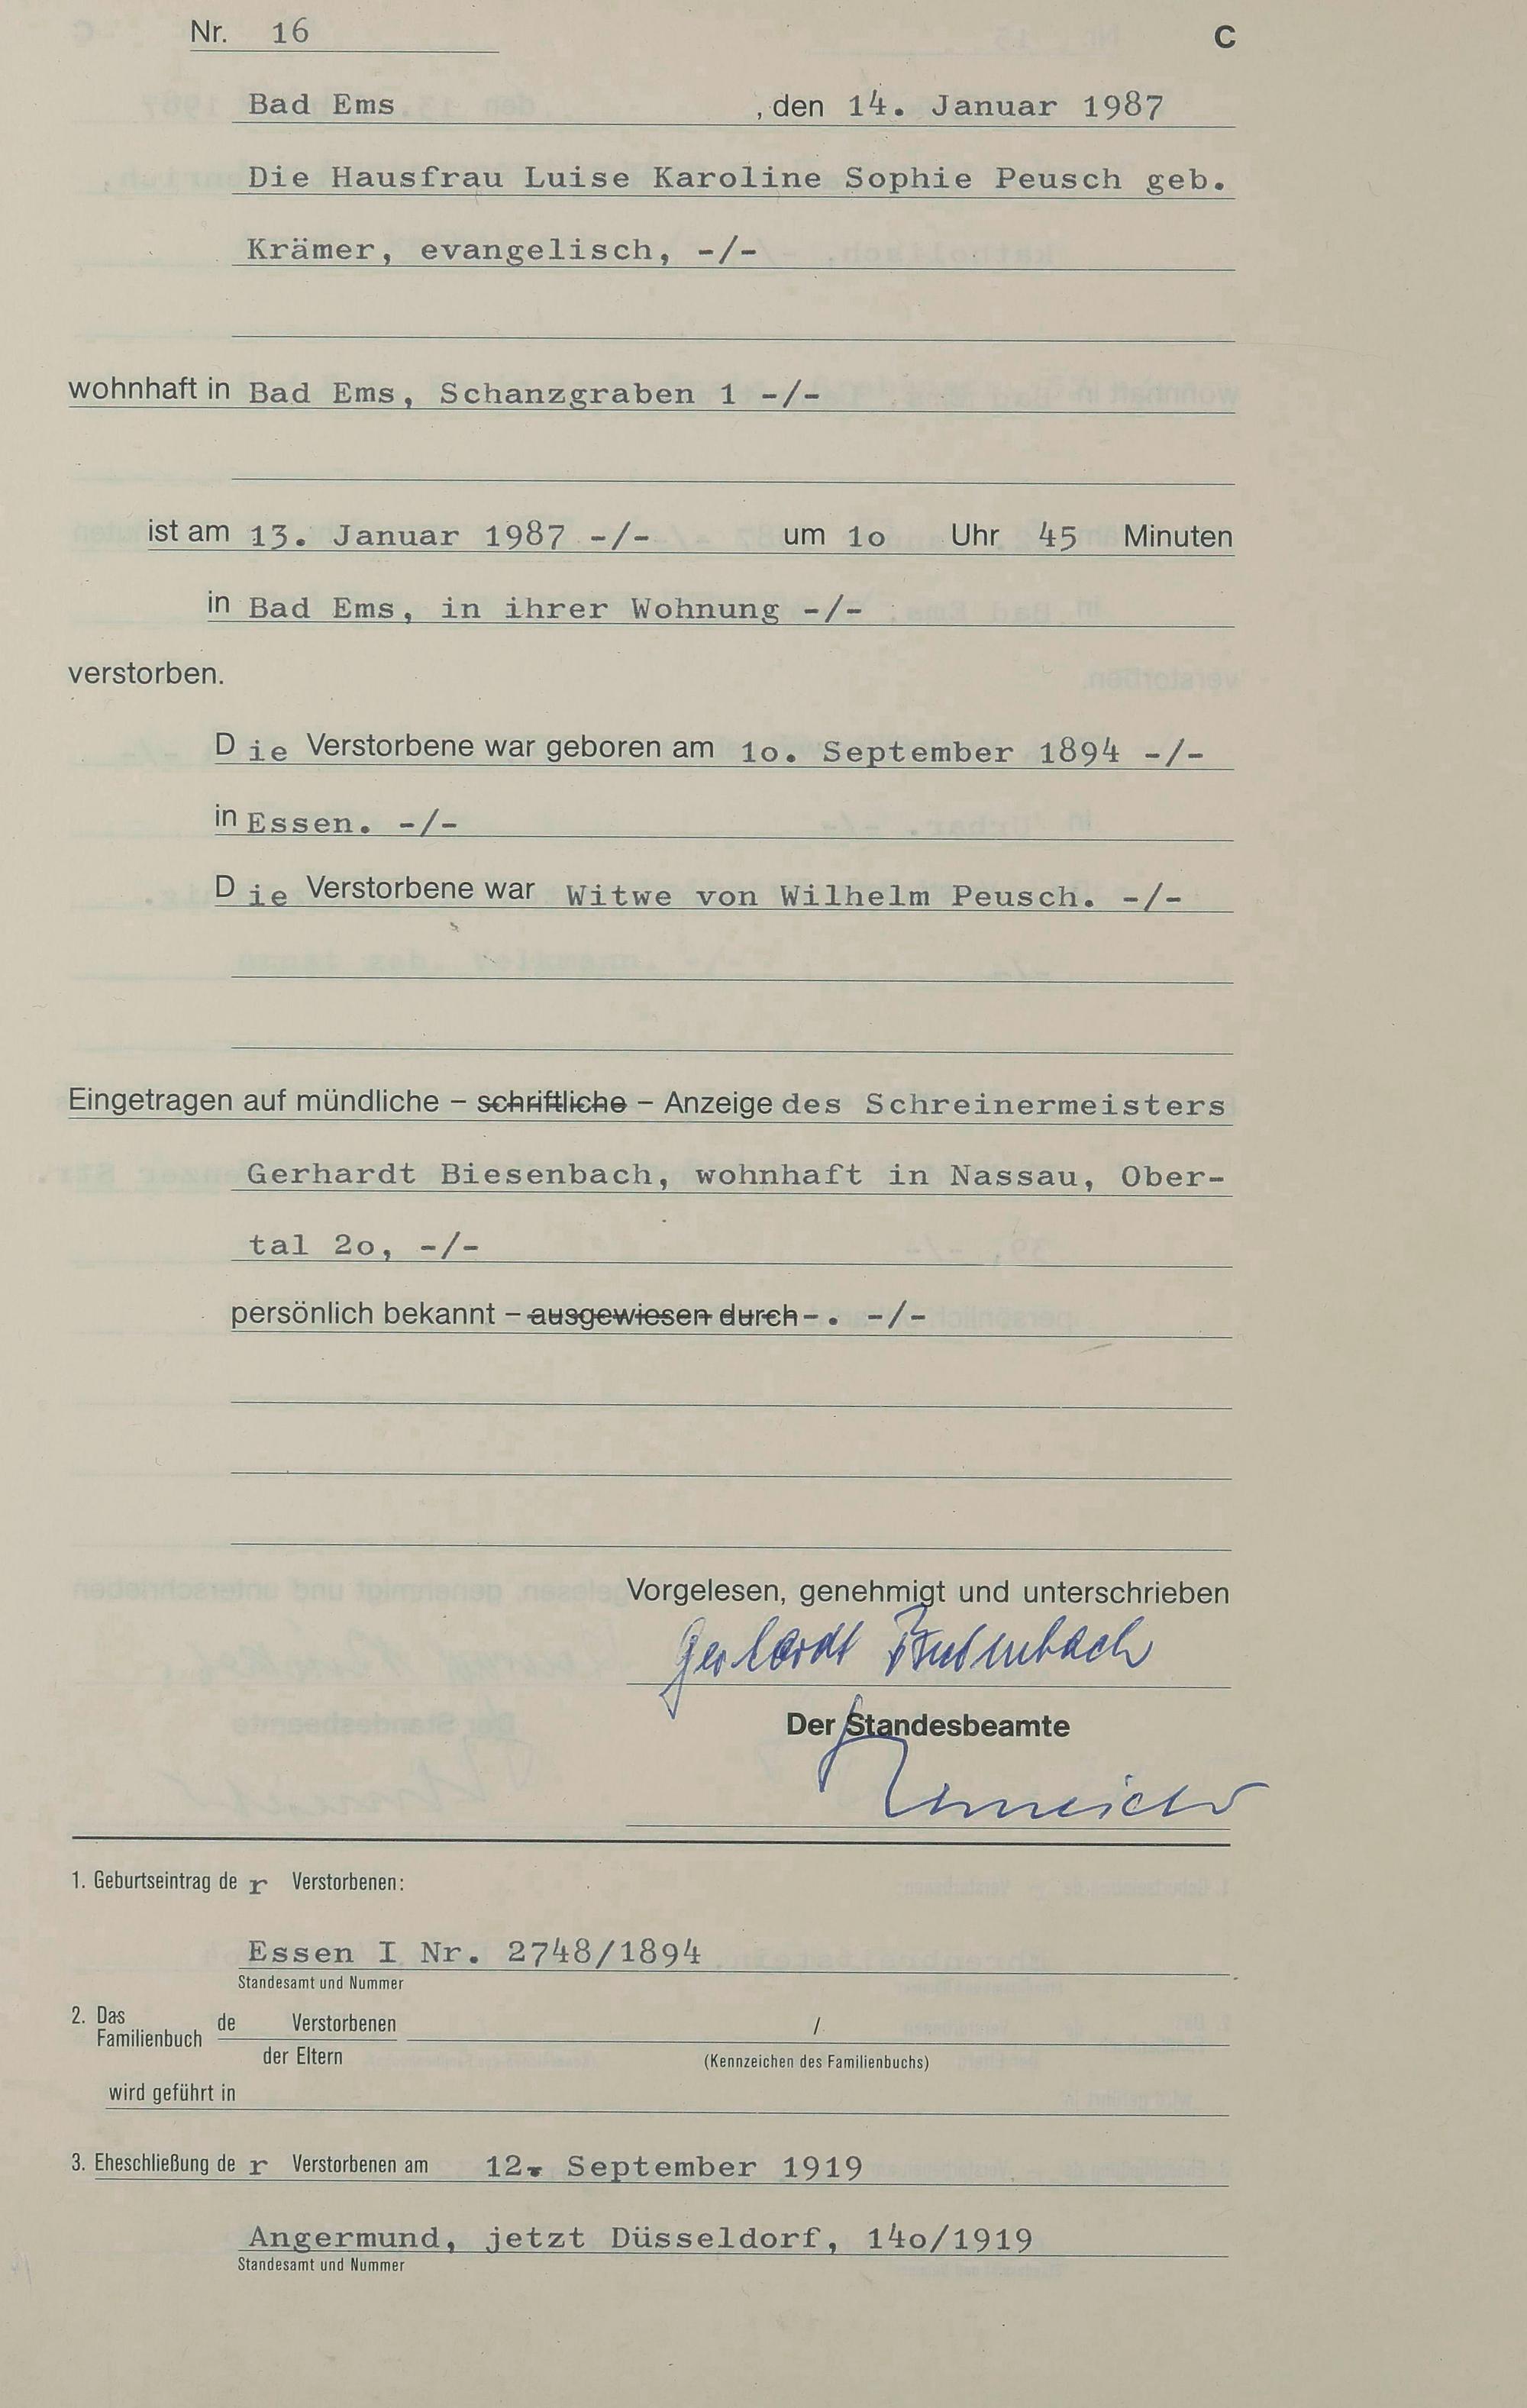 Nr. 16 C
Bad Ems , den 14. Januar 1987
Die Hausfrau Luise Karoline Sophie Peusch geb.
Krämer, evangelisch, -/-
wohnhaft in Bad Ems, Schanzgraben 1 -/-
ist am 13. Januar 1987 -/- um 1o Uhr 45 Minuten
in Bad Ems, in ihrer Wohnung -/-
verstorben.
Die Verstorbene war geboren am 1o. September 1894 -/-
in Essen. -/-
Die Verstorbene war Witwe von Wilhelm Peusch. -/-
Eingetragen auf mündliche – schriftliche – Anzeige des Schreinermeisters
Gerhardt Biesenbach, wohnhaft in Nassau, Ober-
tal 2o, -/-
persönlich bekannt – ausgewiesen durch - . -/-
Vorgelesen, genehmigt und unterschrieben
Gerhardt Biesenbach
Der Standesbeamte
1. Geburtseintrag de r Verstorbenen:
Essen I Nr. 2748/1894
Standesamt und Nummer
2. Das Familienbuch de Verstorbenen /
der Eltern (Kennzeichen des Familienbuchs)
wird geführt in
3. Eheschließung de r Verstorbenen am 12. September 1919
Angermund, jetzt Düsseldorf, 14o/1919
Standesamt und Nummer